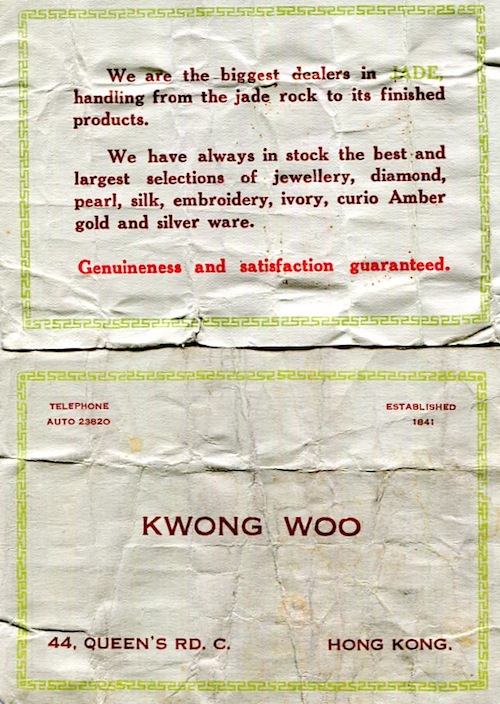 We are the biggest dealers in JADE,
handling from the jade rock to its finished
products.
We have always in stock the best and
largest selections of jewellery, diamond,
pearl, silk, embroidery, ivory, curio Amber
gold and silver ware.
Genuineness and satisfaction guaranteed.
TELEPHONE
AUTO 23820
ESTABLISHED
1841
KWONG WOO
44, QUEEN'S RD. C.
HONG KONG.